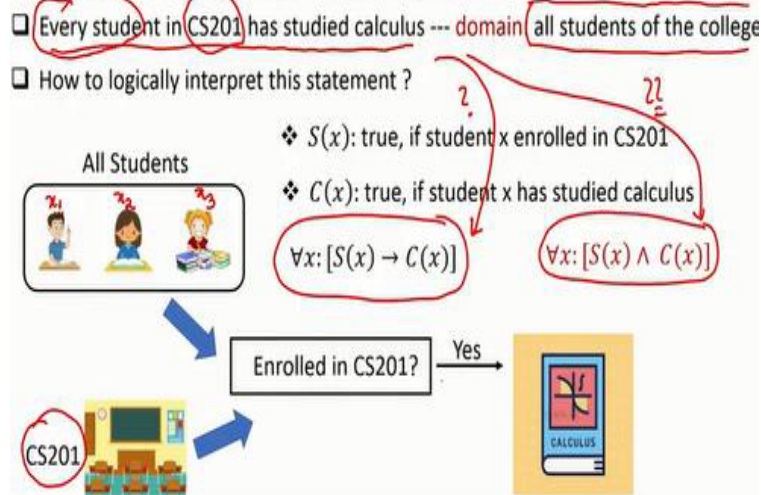 ❑ Every student in CS201 has studied calculus --- domain all students of the college
❑ How to logically interpret this statement ?
? ??
❖ S(x): true, if student x enrolled in CS201
All Students
❖ C(x): true, if student x has studied calculus
x₁ x₂ x₃
∀x: [S(x) → C(x)] ∀x: [S(x) ∧ C(x)]
Enrolled in CS201? Yes
CALCULUS
CS201